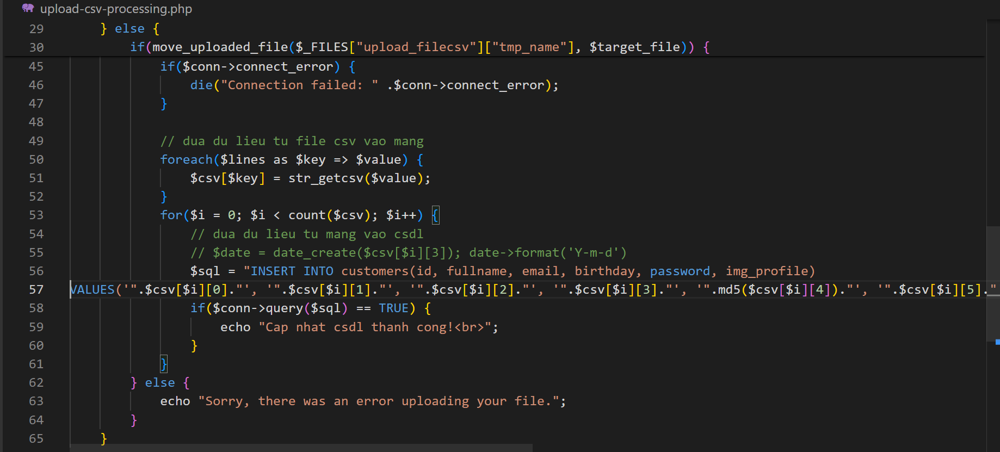 upload-csv-processing.php
29 } else {
30 if(move_uploaded_file($_FILES["upload_filecsv"]["tmp_name"], $target_file)) {
45 if($conn->connect_error) {
46 die("Connection failed: " .$conn->connect_error);
47 }
48
49 // dua du lieu tu file csv vao mang
50 foreach($lines as $key => $value) {
51 $csv[$key] = str_getcsv($value);
52 }
53 for($i = 0; $i < count($csv); $i++) {
54 // dua du lieu tu mang vao csdl
55 // $date = date_create($csv[$i][3]); date->format('Y-m-d')
56 $sql = "INSERT INTO customers(id, fullname, email, birthday, password, img_profile)
57 VALUES('".$csv[$i][0]."', '".$csv[$i][1]."', '".$csv[$i][2]."', '".$csv[$i][3]."', '".md5($csv[$i][4])."', '".$csv[$i][5]."
58 if($conn->query($sql) == TRUE) {
59 echo "Cap nhat csdl thanh cong!<br>";
60 }
61 }
62 } else {
63 echo "Sorry, there was an error uploading your file.";
64 }
65 }